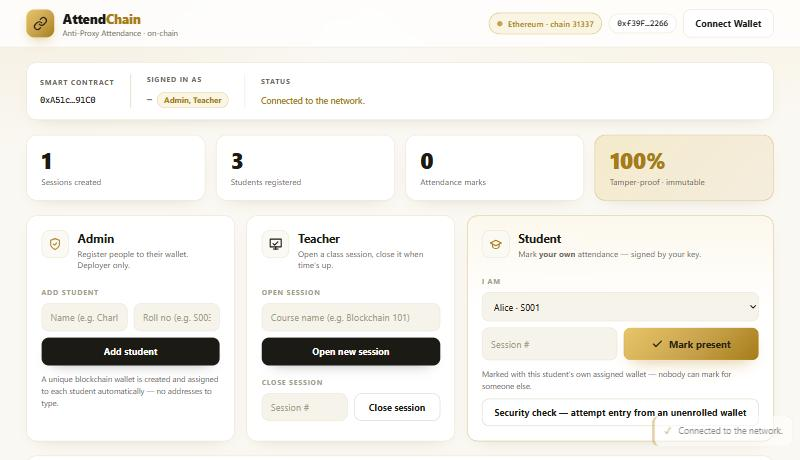 AttendChain
Anti-Proxy Attendance · on-chain
Ethereum · chain 31337
0xf39F…2266
Connect Wallet
SMART CONTRACT
0xA51c…91C0
SIGNED IN AS
— Admin, Teacher
STATUS
Connected to the network.
1
Sessions created
3
Students registered
0
Attendance marks
100%
Tamper-proof · immutable
Admin
Register people to their wallet.
Deployer only.
ADD STUDENT
Name (e.g. Charl
Roll no (e.g. S003
Add student
A unique blockchain wallet is created and assigned
to each student automatically — no addresses to
type.
Teacher
Open a class session, close it when
time's up.
OPEN SESSION
Course name (e.g. Blockchain 101)
Open new session
CLOSE SESSION
Session #
Close session
Student
Mark your own attendance — signed by your key.
I AM
Alice - S001
Session #
Mark present
Marked with this student's own assigned wallet — nobody can mark for
someone else.
Security check — attempt entry from an unenrolled wallet
Connected to the network.